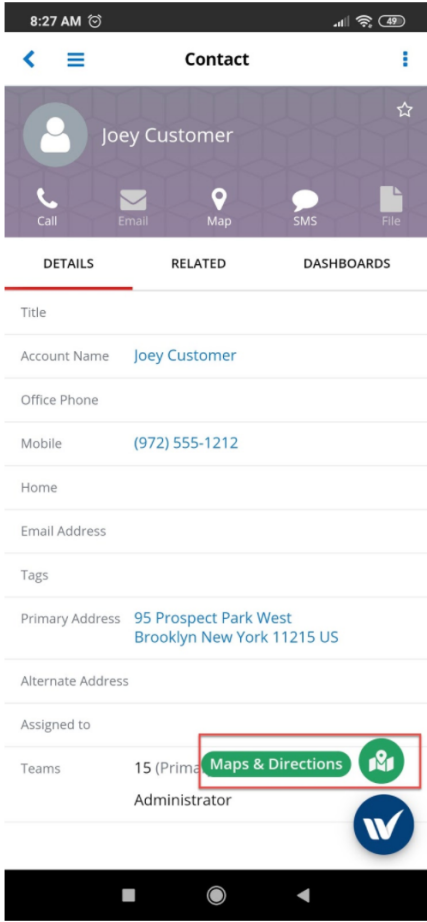 8:27 AM
49
Contact
Joey Customer
Call Email Map SMS File
DETAILS RELATED DASHBOARDS
Title
Account Name Joey Customer
Office Phone
Mobile (972) 555-1212
Home
Email Address
Tags
Primary Address 95 Prospect Park West
Brooklyn New York 11215 US
Alternate Address
Assigned to
Teams 15 (Prima
Maps & Directions
Administrator